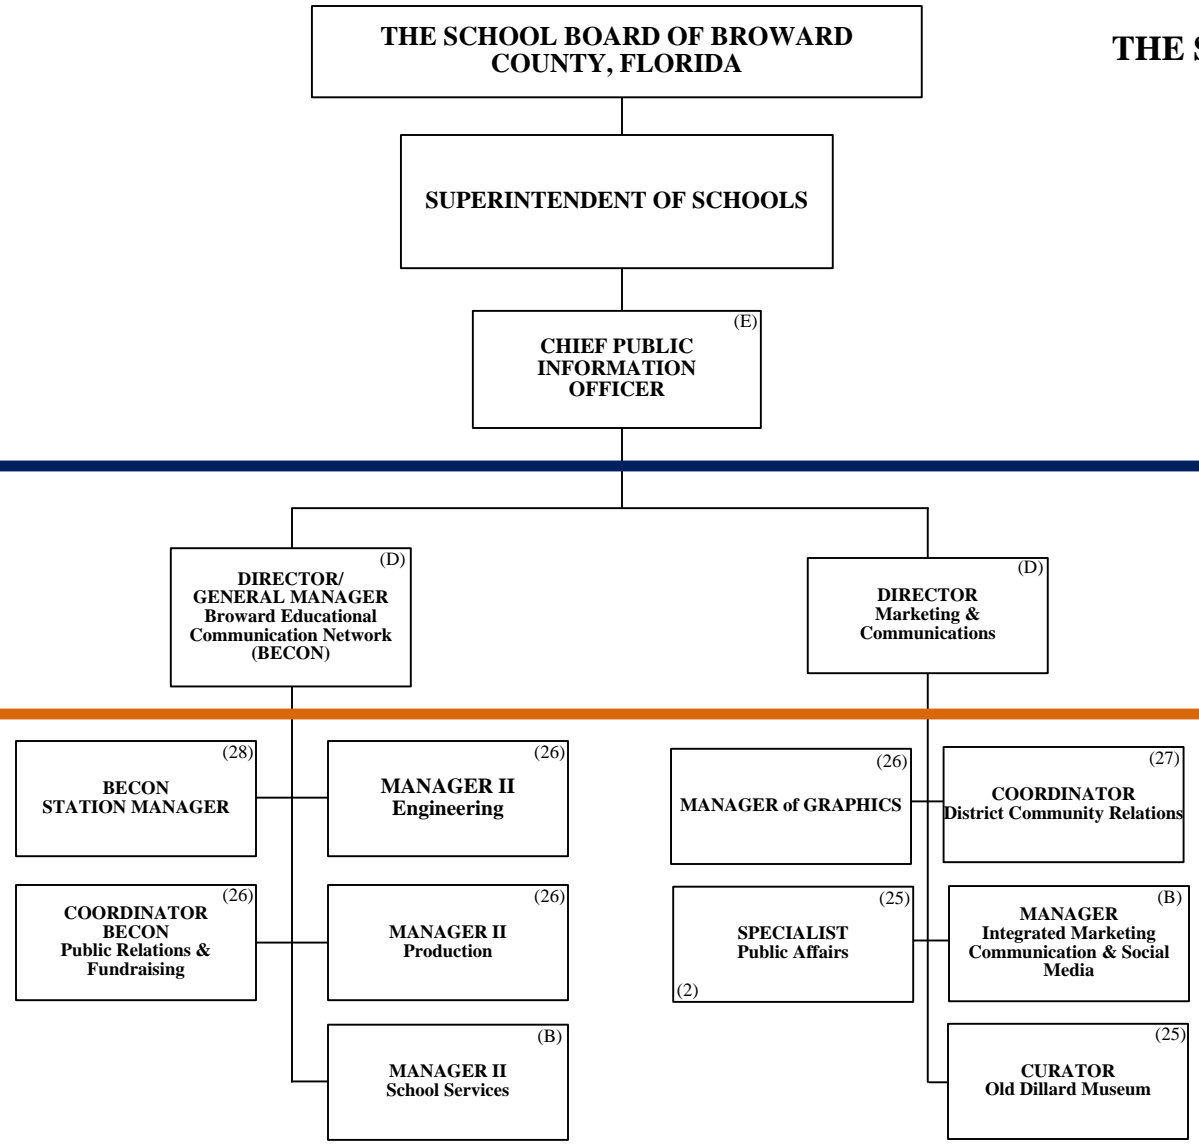 THE SCHOOL BOARD OF BROWARD
COUNTY, FLORIDA
THE S
SUPERINTENDENT OF SCHOOLS
(E)
CHIEF PUBLIC
INFORMATION
OFFICER
(D)
DIRECTOR/
GENERAL MANAGER
Broward Educational
Communication Network
(BECON)
(D)
DIRECTOR
Marketing &
Communications
(28)
BECON
STATION MANAGER
(26)
MANAGER II
Engineering
(26)
MANAGER of GRAPHICS
(27)
COORDINATOR
District Community Relations
(26)
COORDINATOR
BECON
Public Relations &
Fundraising
(26)
MANAGER II
Production
(25)
SPECIALIST
Public Affairs
(2)
(B)
MANAGER
Integrated Marketing
Communication & Social
Media
(B)
MANAGER II
School Services
(25)
CURATOR
Old Dillard Museum